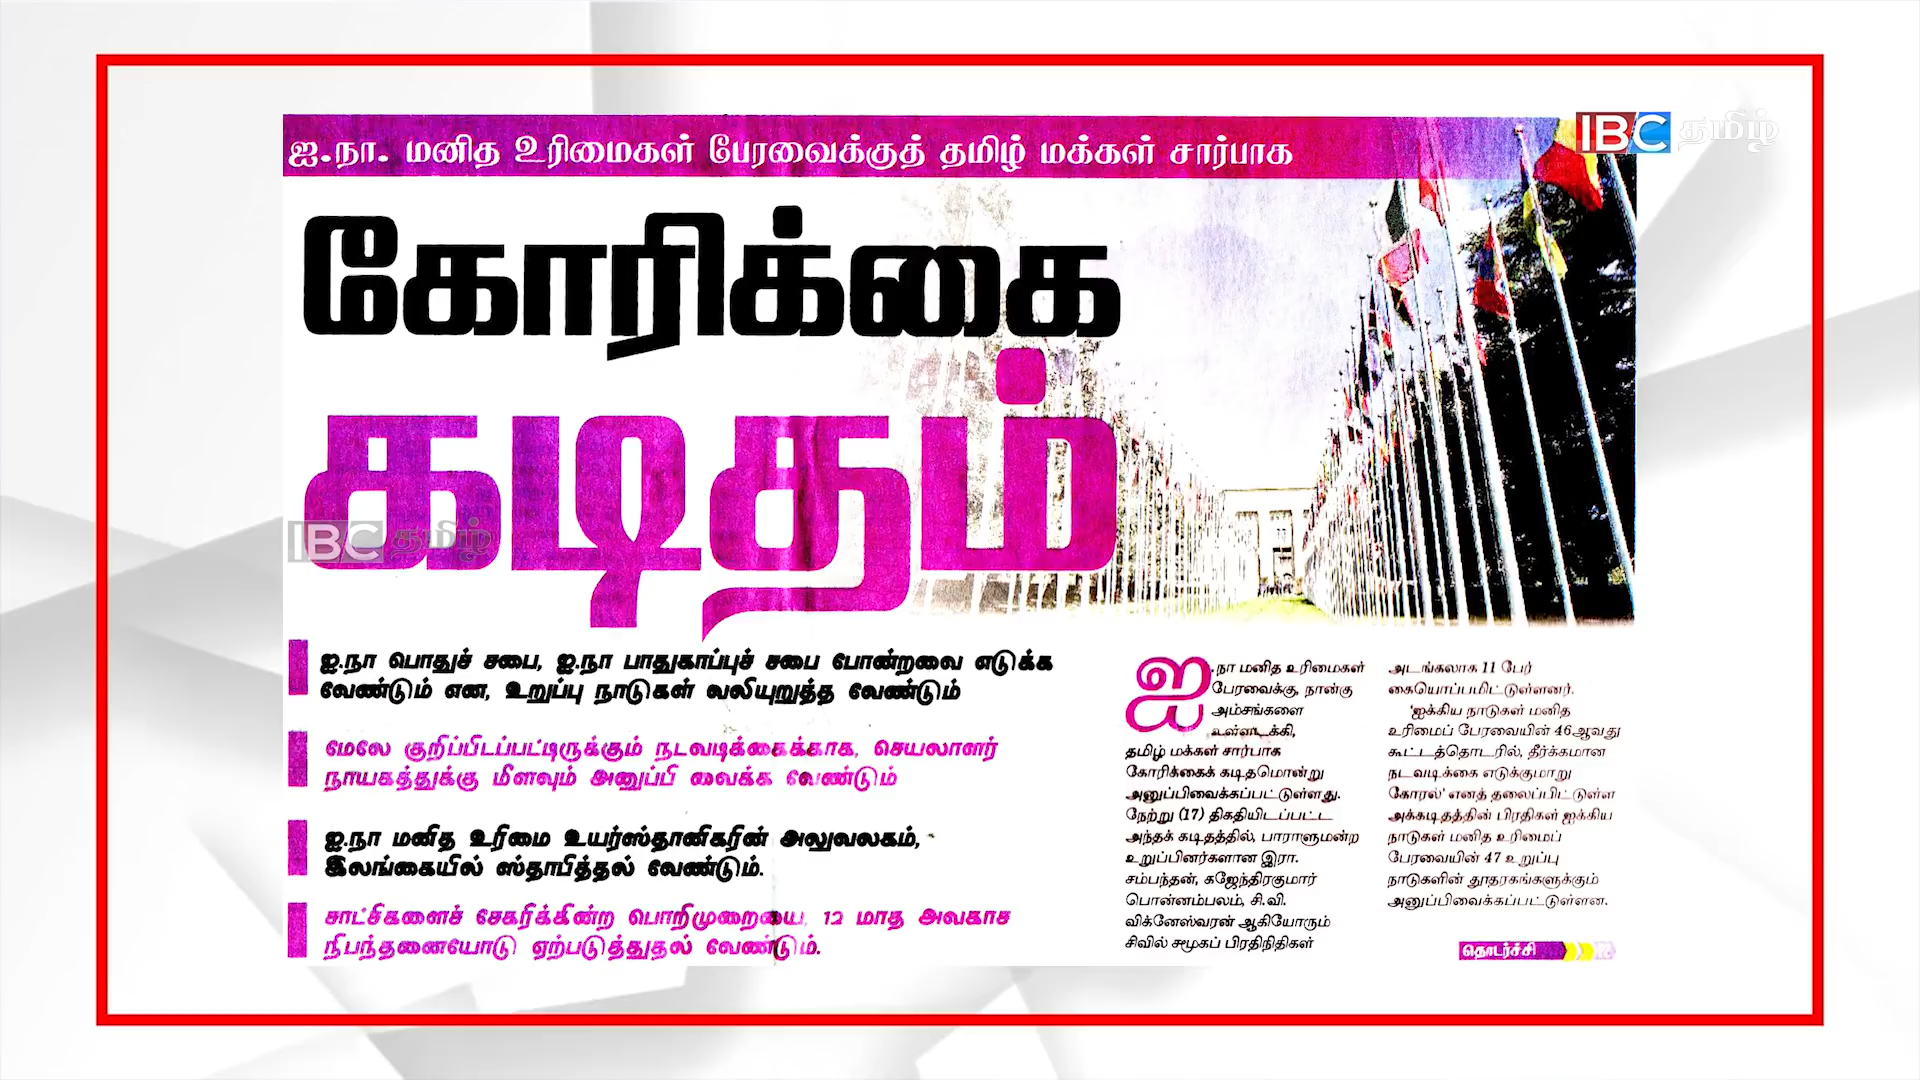 IBC தமிழ்
ஐ.நா. மனித உரிமைகள் பேரவைக்குத் தமிழ் மக்கள் சார்பாக
கோரிக்கை
கடிதம்
IBC தமிழ்
ஐ.நா பொதுச் சபை, ஐ.நா பாதுகாப்புச் சபை போன்றவை எடுக்க
வேண்டும் என, உறுப்பு நாடுகள் வலியுறுத்த வேண்டும்
மேலே குறிப்பிடப்பட்டிருக்கும் நடவடிக்கைக்காக, செயலாளர்
நாயகத்துக்கு மீளவும் அனுப்பி வைக்க வேண்டும்
ஐ.நா மனித உரிமை உயர்ஸ்தானிகரின் அலுவலகம்,
இலங்கையில் ஸ்தாபித்தல் வேண்டும்.
சாட்சிகளைச் சேகரிக்கின்ற பொறிமுறையை, 12 மாத அவகாச
நிபந்தனையோடு ஏற்படுத்துதல் வேண்டும்.
ஐ.நா மனித உரிமைகள்
பேரவைக்கு, நான்கு
அம்சங்களை
உள்ளடக்கி,
தமிழ் மக்கள் சார்பாக
கோரிக்கைக் கடிதமொன்று
அனுப்பிவைக்கப்பட்டுள்ளது.
நேற்று (17) திகதியிடப்பட்ட
அந்தக் கடிதத்தில், பாராளுமன்ற
உறுப்பினர்களான இரா.
சம்பந்தன், கஜேந்திரகுமார்
பொன்னம்பலம், சி.வி.
விக்னேஸ்வரன் ஆகியோரும்
சிவில் சமூகப் பிரதிநிதிகள்
அடங்கலாக 11 பேர்
கையொப்பமிட்டுள்ளனர்.
'ஐக்கிய நாடுகள் மனித
உரிமைப் பேரவையின் 46ஆவது
கூட்டத்தொடரில், தீர்க்கமான
நடவடிக்கை எடுக்குமாறு
கோரல்' எனத் தலைப்பிட்டுள்ள
அக்கடிதத்தின் பிரதிகள் ஐக்கிய
நாடுகள் மனித உரிமைப்
பேரவையின் 47 உறுப்பு
நாடுகளின் தூதரகங்களுக்கும்
அனுப்பிவைக்கப்பட்டுள்ளன.
தொடர்ச்சி